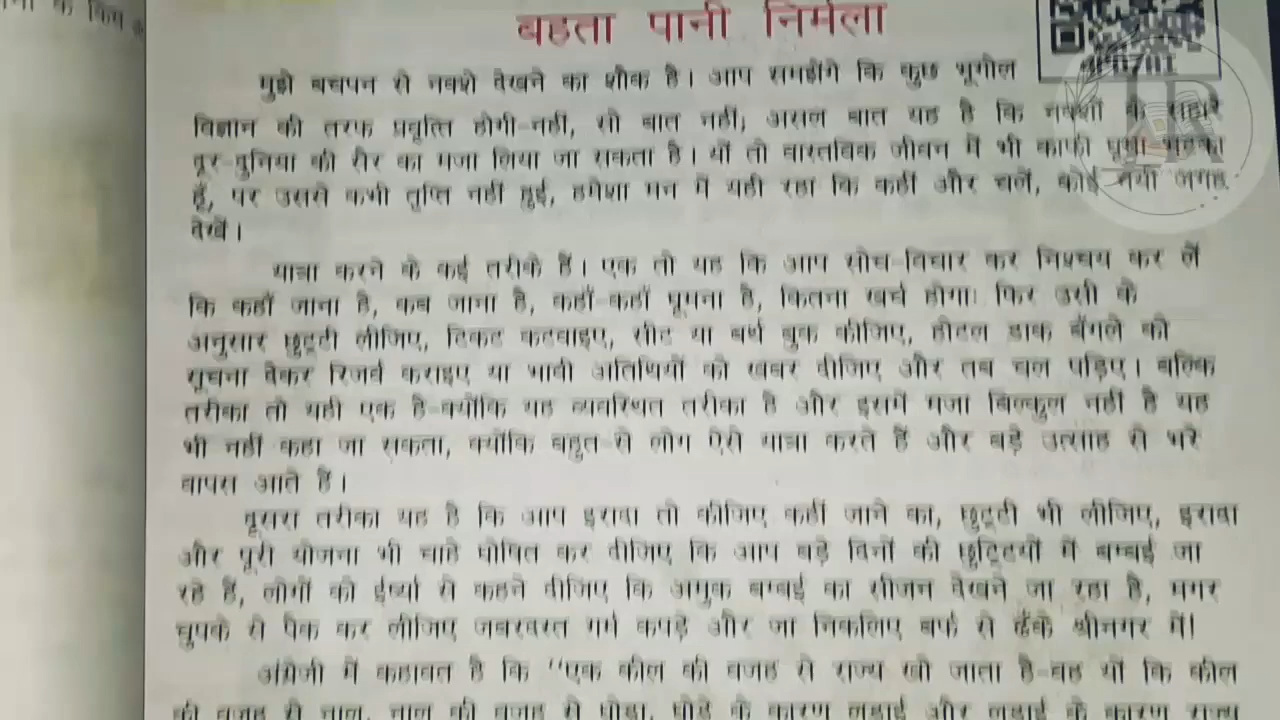 बहता पानी निर्मला
मुझे बचपन से नक्शे देखने का शौक है। आप समझेंगे कि कुछ भूगोल
विज्ञान की तरफ प्रवृत्ति होगी-नहीं, सो बात नहीं; असल बात यह है कि नक्शों के सहारे
दूर-दुनिया की सैर का मजा लिया जा सकता है। यों तो वास्तविक जीवन में भी काफी घूमा-भटका
हूँ, पर उससे कभी तृप्ति नहीं हुई, हमेशा मन में यही रहा कि कहीं और चलें, कोई नयी जगह
देखें।
यात्रा करने के कई तरीके हैं। एक तो यह कि आप सोच-विचार कर निश्चय कर लें
कि कहाँ जाना है, कब जाना है, कहाँ-कहाँ घूमना है, कितना खर्च होगा। फिर उसी के
अनुसार छुट्टी लीजिए, टिकट कटवाइए, सीट या बर्थ बुक कीजिए, होटल डाक बँगले को
सूचना देकर रिजर्व कराइए या भावी अतिथियों को खबर दीजिए और तब चल पड़िए। बल्कि
तरीका तो यही एक है-क्योंकि यह व्यवस्थित तरीका है और इसमें मजा बिल्कुल नहीं है यह
भी नहीं कहा जा सकता, क्योंकि बहुत-से लोग ऐसे यात्रा करते हैं और बड़े उत्साह से भरे
वापस आते हैं।
दूसरा तरीका यह है कि आप इरादा तो कीजिए कहीं जाने का, छुट्टी भी लीजिए, इरादा
और पूरी योजना भी चाहे घोषित कर दीजिए कि आप बड़े दिनों की छुट्टियों में बम्बई जा
रहे हैं, लोगों को ईर्ष्या से कहने दीजिए कि अमुक बम्बई का सीजन देखने जा रहा है, मगर
चुपके से पैक कर लीजिए जबरदस्त गर्म कपड़े और जा निकलिए बर्फ से ढँके श्रीनगर में!
अंग्रेजी में कहावत है कि "एक कील की वजह से राज्य खो जाता है-वह यों कि कील
की वजह से नाल, नाल की वजह से घोड़ा, घोड़े के कारण लड़ाई और लड़ाई के कारण राज्य